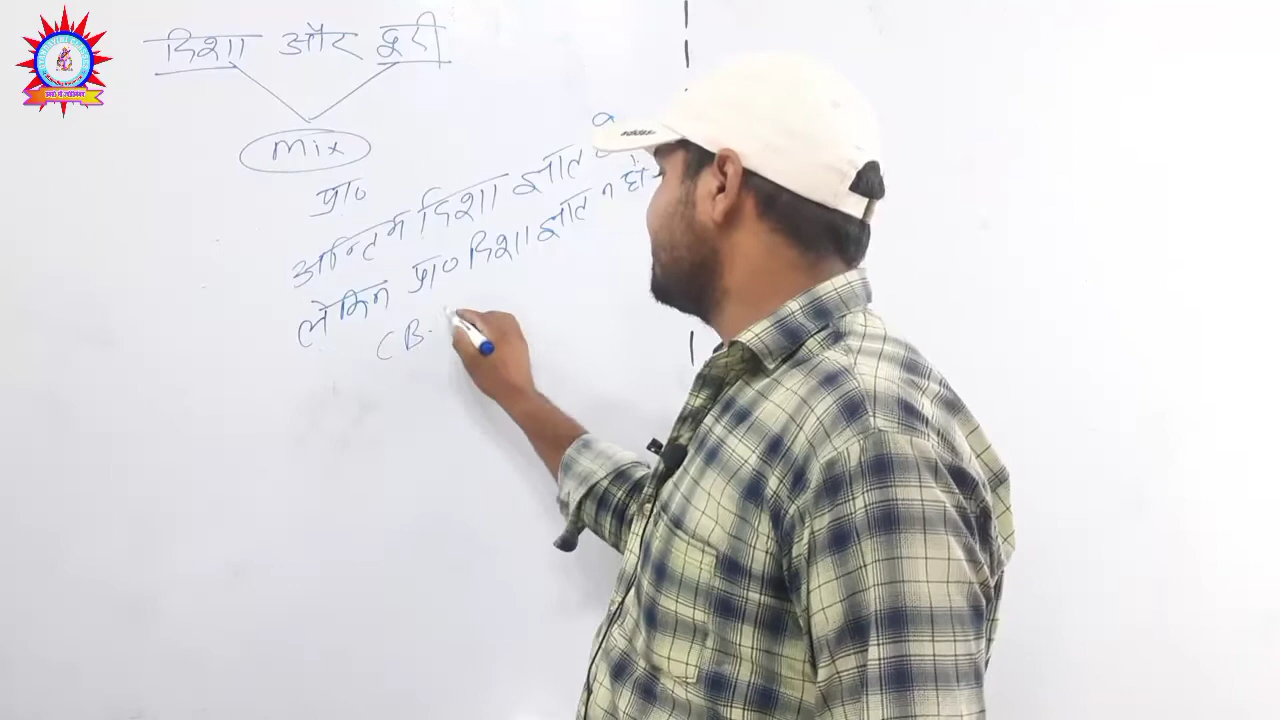 दिशा और दूरी
Mix
प्रा०
अन्तिम दिशा ज्ञात
लेकिन प्रा० दिशा ज्ञात न हो
(B.